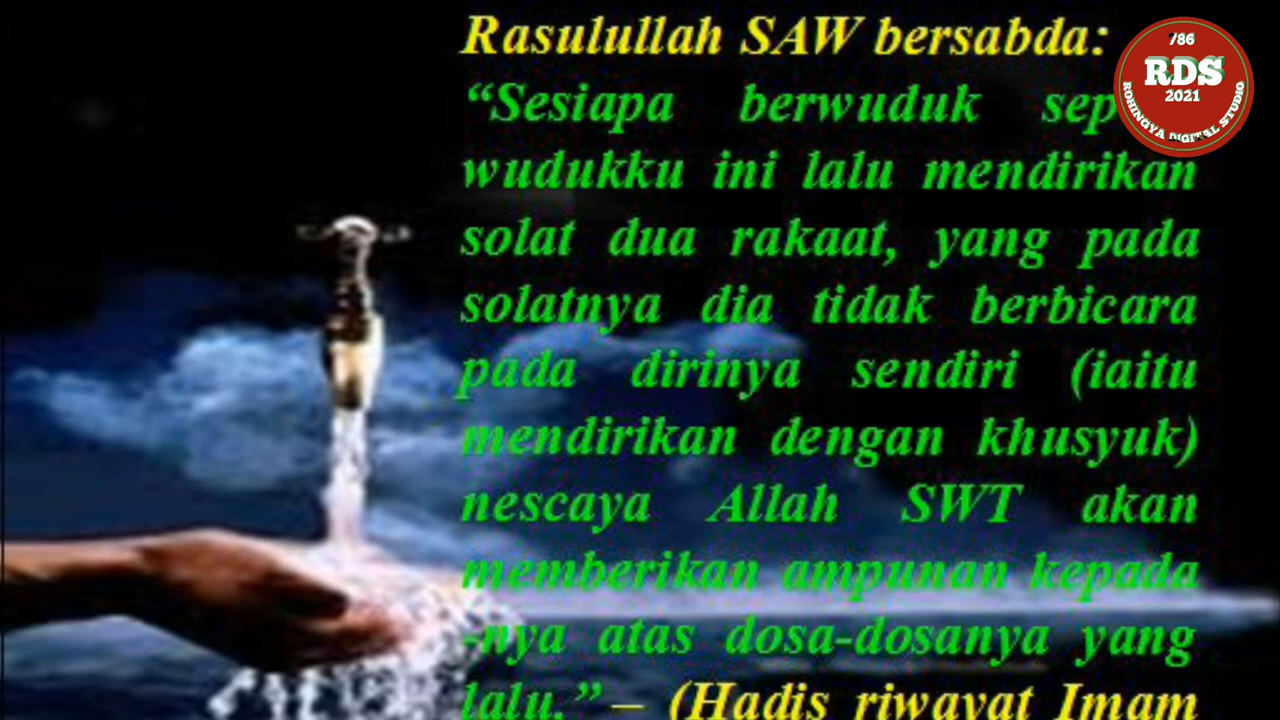 Rasulullah SAW bersabda:
“Sesiapa berwuduk sep
wudukku ini lalu mendirikan
solat dua rakaat, yang pada
solatnya dia tidak berbicara
pada dirinya sendiri (iaitu
mendirikan dengan khusyuk)
nescaya Allah SWT akan
memberikan ampunan kepada
-nya atas dosa-dosanya yang
lalu.” – (Hadis riwayat Imam
786
RDS
2021
ROHINGYA DIGITAL STUDIO